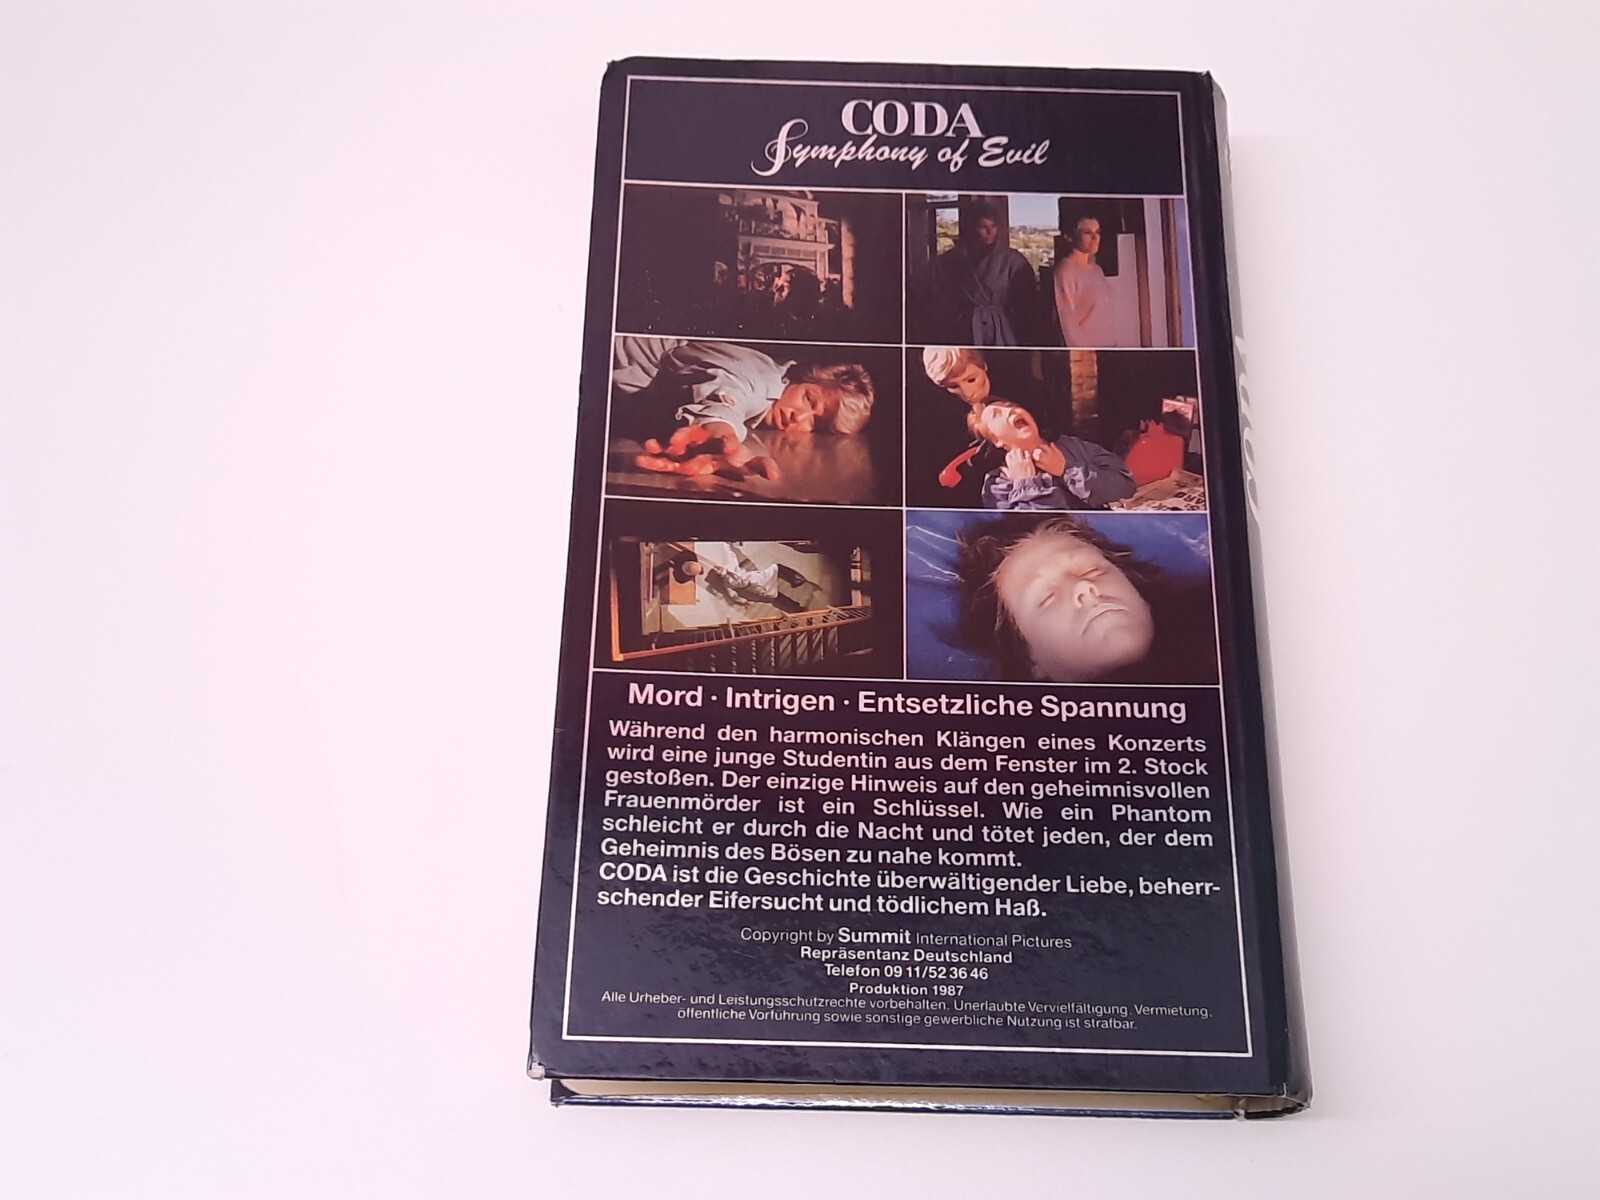 CODA
Symphony of Evil
Mord · Intrigen · Entsetzliche Spannung
Während den harmonischen Klängen eines Konzerts
wird eine junge Studentin aus dem Fenster im 2. Stock
gestoßen. Der einzige Hinweis auf den geheimnisvollen
Frauenmörder ist ein Schlüssel. Wie ein Phantom
schleicht er durch die Nacht und tötet jeden, der dem
Geheimnis des Bösen zu nahe kommt.
CODA ist die Geschichte überwältigender Liebe, beherr-
schender Eifersucht und tödlichem Haß.
Copyright by Summit International Pictures
Repräsentanz Deutschland
Telefon 09 11/52 36 46
Produktion 1987
Alle Urheber- und Leistungsschutzrechte vorbehalten. Unerlaubte Vervielfältigung, Vermietung,
öffentliche Vorführung sowie sonstige gewerbliche Nutzung ist strafbar.